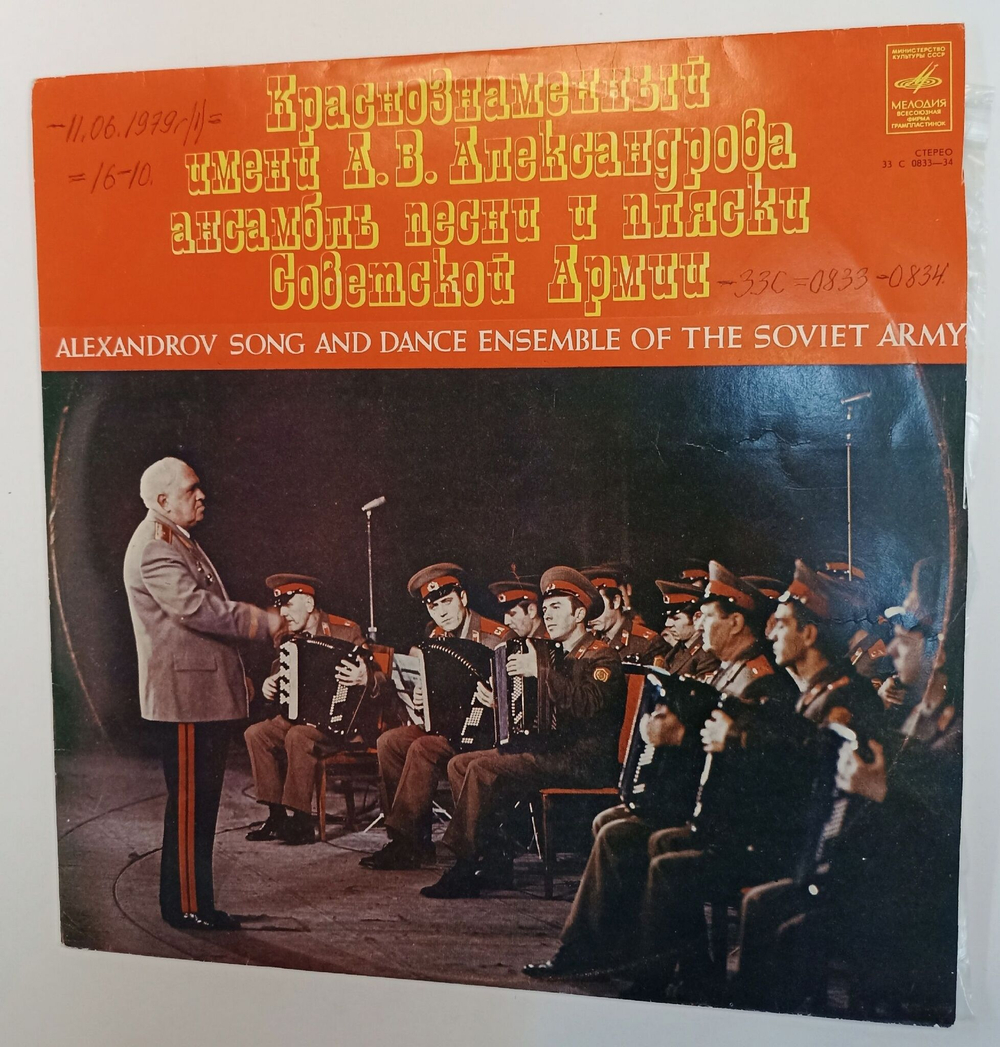 Краснознаменный
имени А.В. Александрова
ансамбль песни и пляски
Советской Армии
МИНИСТЕРСТВО
КУЛЬТУРЫ СССР
МЕЛОДИЯ
ВСЕСОЮЗНАЯ
ФИРМА
ГРАМПЛАСТИНОК
СТЕРЕО
33 С 0833—34
-11.06.1979г/1/=
=16-10.
-33С=0833-0834
ALEXANDROV SONG AND DANCE ENSEMBLE OF THE SOVIET ARMY